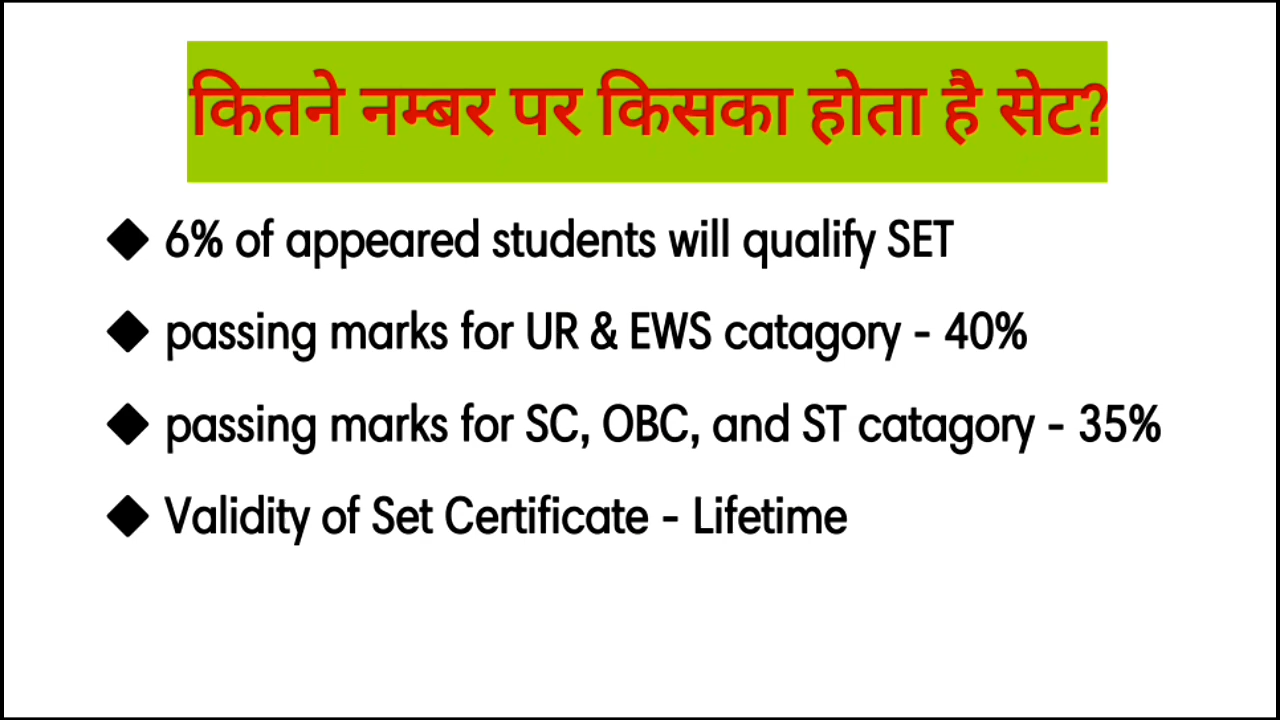 कितने नम्बर पर किसका होता है सेट?
6% of appeared students will qualify SET
passing marks for UR & EWS catagory - 40%
passing marks for SC, OBC, and ST catagory - 35%
Validity of Set Certificate - Lifetime